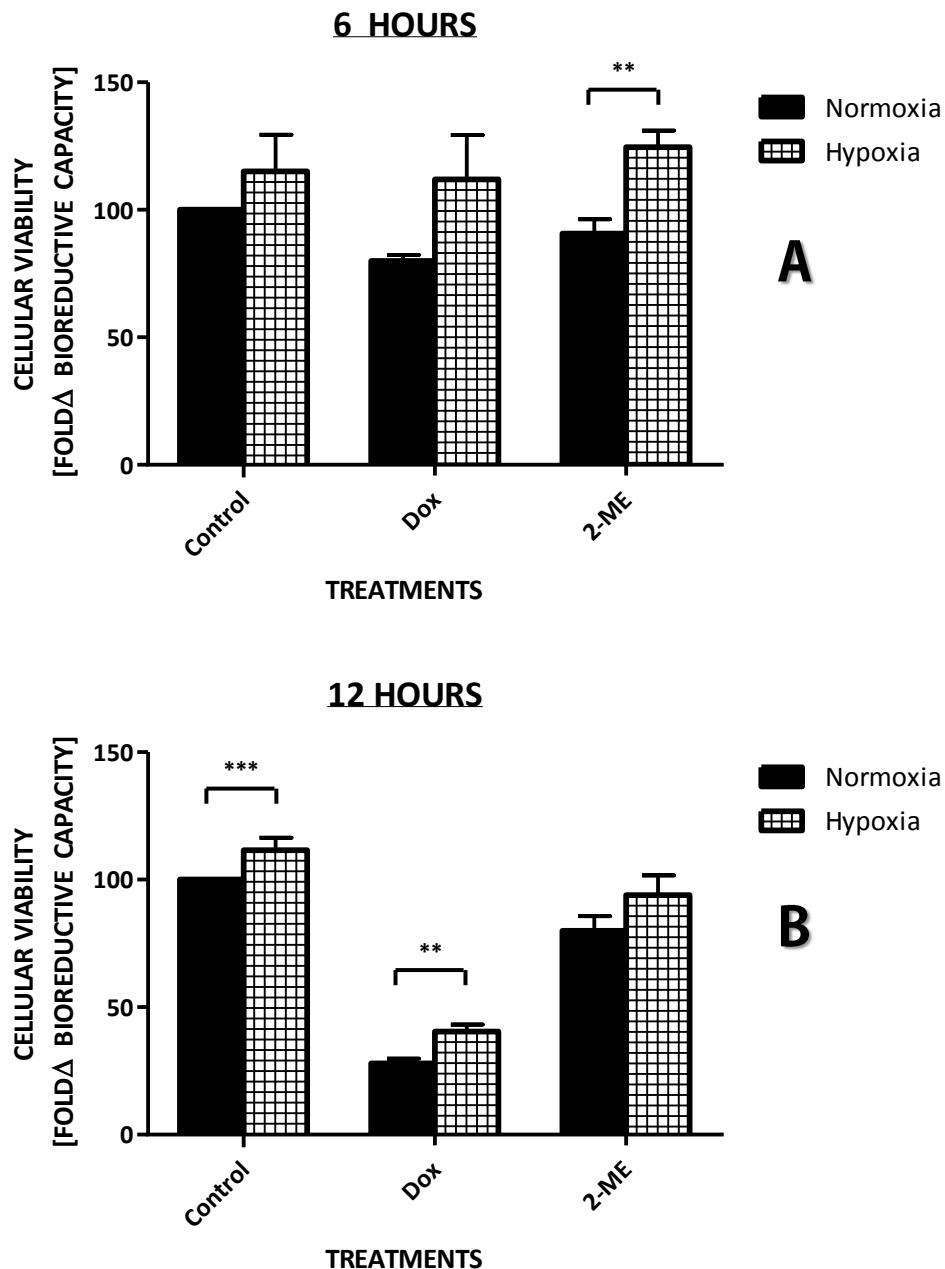 6 HOURS
**
150
100
50
0
CELLULAR VIABILITY
[FOLDΔ BIOREDUCTIVE CAPACITY]
Normoxia
Hypoxia
A
Control
Dox
2-ME
TREATMENTS
12 HOURS
***
**
150
100
50
0
CELLULAR VIABILITY
[FOLDΔ BIOREDUCTIVE CAPACITY]
Normoxia
Hypoxia
B
Control
Dox
2-ME
TREATMENTS